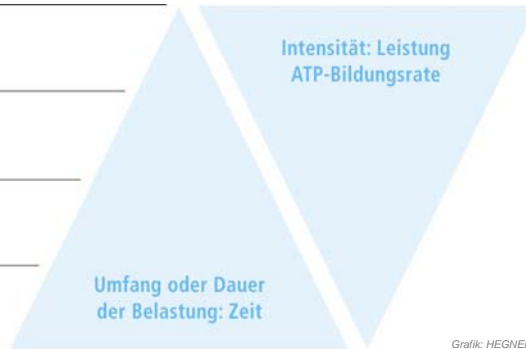 Intensität: Leistung
ATP-Bildungsrate
Umfang oder Dauer
der Belastung: Zeit
Grafik: HEGNER